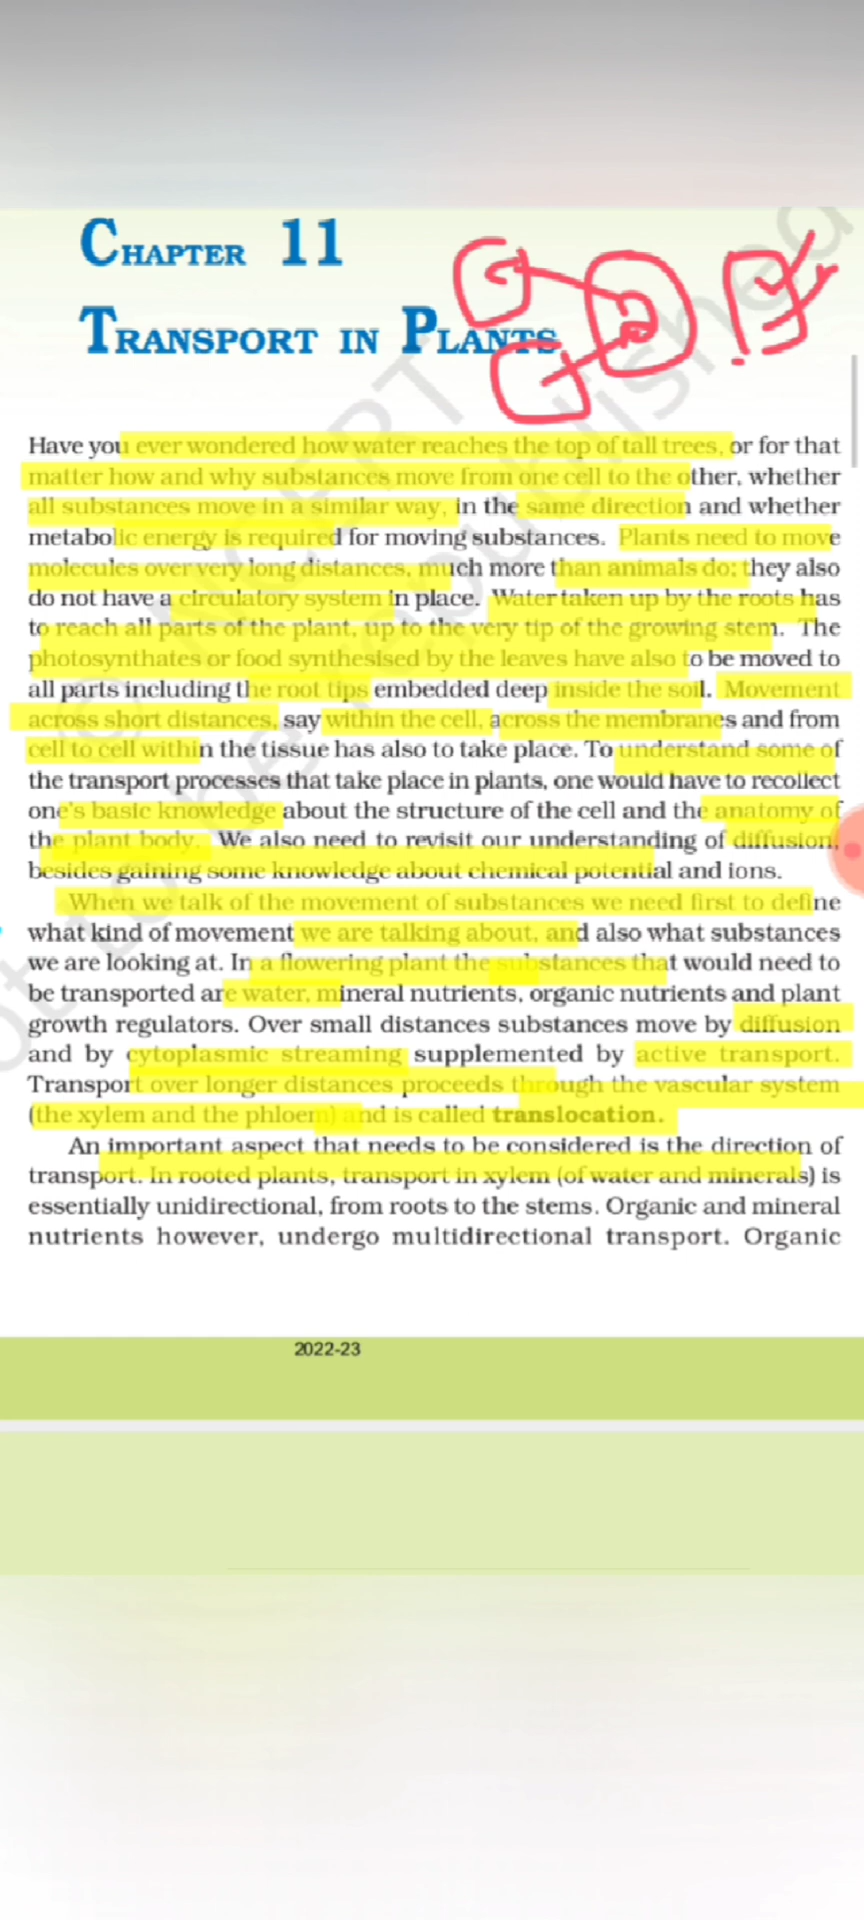 CHAPTER 11
TRANSPORT IN PLANTS
Have you ever wondered how water reaches the top of tall trees, or for that
matter how and why substances move from one cell to the other, whether
all substances move in a similar way, in the same direction and whether
metabolic energy is required for moving substances. Plants need to move
molecules over very long distances, much more than animals do; they also
do not have a circulatory system in place. Water taken up by the roots has
to reach all parts of the plant, up to the very tip of the growing stem. The
photosynthates or food synthesised by the leaves have also to be moved to
all parts including the root tips embedded deep inside the soil. Movement
across short distances, say within the cell, across the membranes and from
cell to cell within the tissue has also to take place. To understand some of
the transport processes that take place in plants, one would have to recollect
one's basic knowledge about the structure of the cell and the anatomy of
the plant body. We also need to revisit our understanding of diffusion,
besides gaining some knowledge about chemical potential and ions.
When we talk of the movement of substances we need first to define
what kind of movement we are talking about, and also what substances
we are looking at. In a flowering plant the substances that would need to
be transported are water, mineral nutrients, organic nutrients and plant
growth regulators. Over small distances substances move by diffusion
and by cytoplasmic streaming supplemented by active transport.
Transport over longer distances proceeds through the vascular system
(the xylem and the phloem) and is called translocation.
An important aspect that needs to be considered is the direction of
transport. In rooted plants, transport in xylem (of water and minerals) is
essentially unidirectional, from roots to the stems. Organic and mineral
nutrients however, undergo multidirectional transport. Organic
2022-23
© NCERT
not to be republished